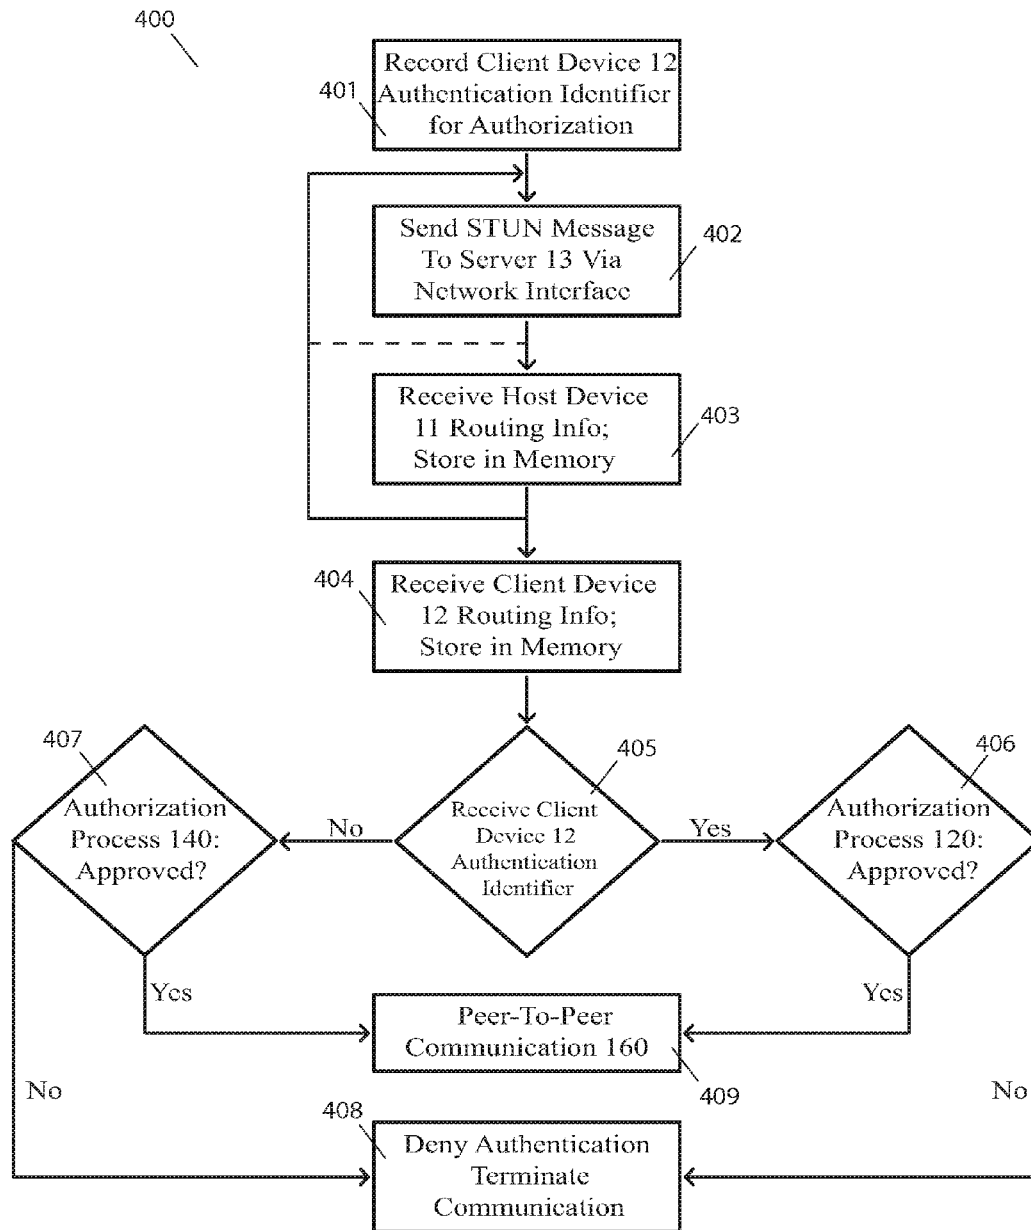 400
Record Client Device 12
Authentication Identifier
for Authorization
401
Send STUN Message
To Server 13 Via
Network Interface
402
Receive Host Device
11 Routing Info;
Store in Memory
403
Receive Client Device
12 Routing Info;
Store in Memory
404
407
Authorization
Process 140:
Approved?
No
405
Receive Client
Device 12
Authentication
Identifier
Yes
406
Authorization
Process 120:
Approved?
Yes
Yes
Peer-To-Peer
Communication 160
409
No
No
408
Deny Authentication
Terminate
Communication